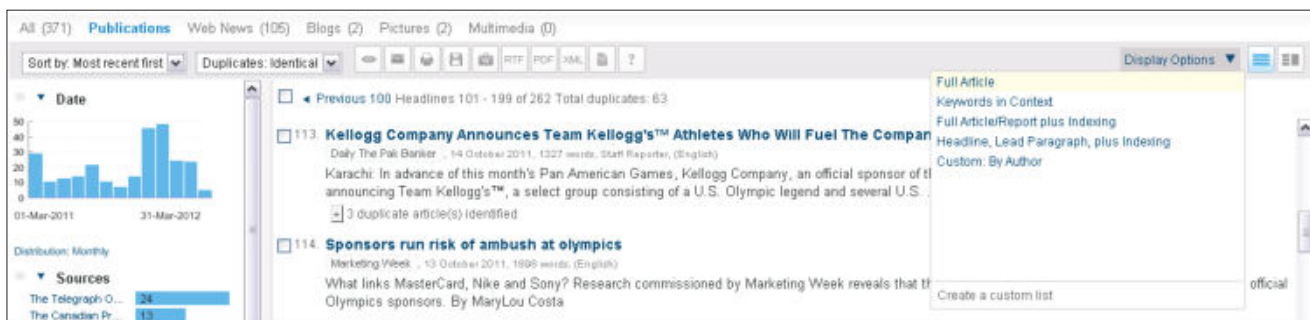 All (371) Publications Web News (105) Blogs (2) Pictures (2) Multimedia (0)
Sort by: Most recent first Duplicates: Identical RTF PDF XML ? Display Options ▼
Date
50
40
30
20
10
0
01-Mar-2011 31-Mar-2012
Distribution: Monthly
Sources
The Telegraph O... 24
The Canadian Pr... 13
◄ Previous 100 Headlines 101 - 199 of 262 Total duplicates: 63
113. Kellogg Company Announces Team Kellogg's™ Athletes Who Will Fuel The Compan
Daily The Pak Banker , 14 October 2011, 1327 words, Staff Reporter, (English)
Karachi: In advance of this month's Pan American Games, Kellogg Company, an official sponsor of t
announcing Team Kellogg's™, a select group consisting of a U.S. Olympic legend and several U.S. .
+ 3 duplicate article(s) identified
114. Sponsors run risk of ambush at olympics
Marketing Week , 13 October 2011, 1898 words, (English)
What links MasterCard, Nike and Sony? Research commissioned by Marketing Week reveals that t official
Olympics sponsors. By MaryLou Costa
Full Article
Keywords in Context
Full Article/Report plus Indexing
Headline, Lead Paragraph, plus Indexing
Custom: By Author
Create a custom list